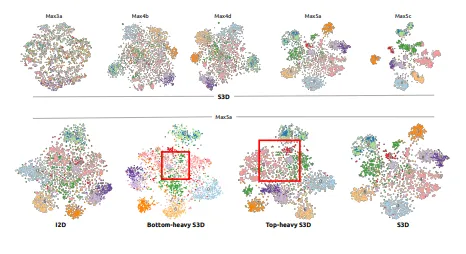 Max3a Max4b Max4d Max5a Max5c
S3D
Max5a
I2D Bottom-heavy S3D Top-heavy S3D S3D